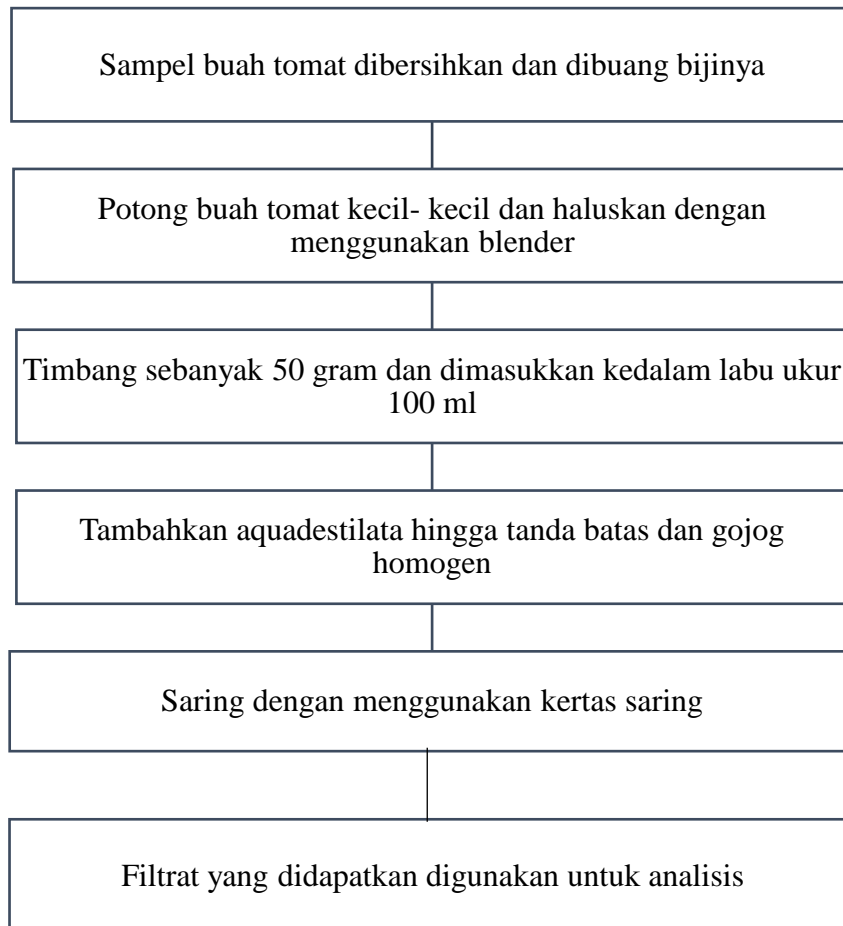 Sampel buah tomat dibersihkan dan dibuang bijinya
Potong buah tomat kecil- kecil dan haluskan dengan
menggunakan blender
Timbang sebanyak 50 gram dan dimasukkan kedalam labu ukur
100 ml
Tambahkan aquadestilata hingga tanda batas dan gojog
homogen
Saring dengan menggunakan kertas saring
Filtrat yang didapatkan digunakan untuk analisis